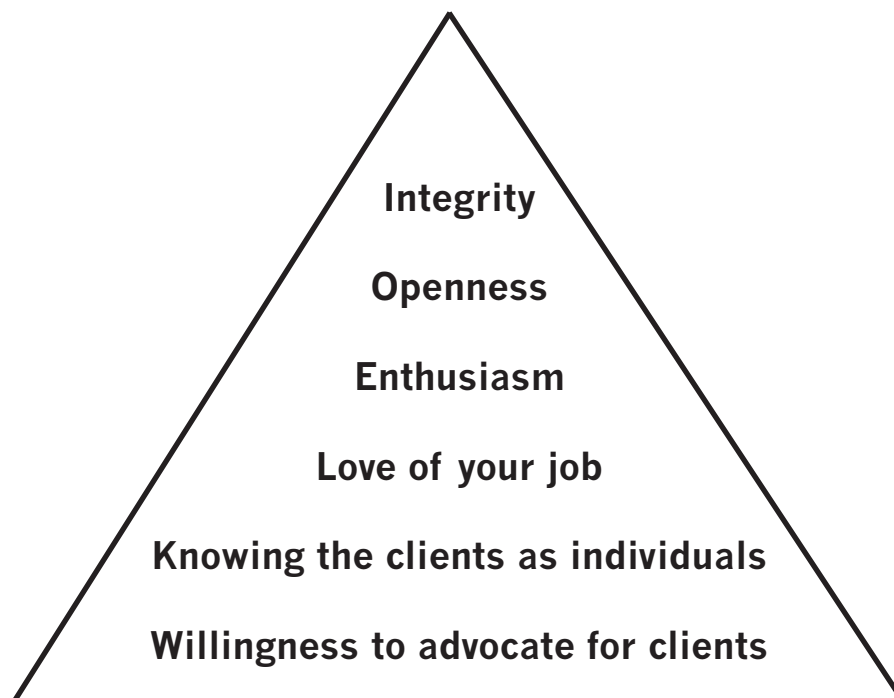 Integrity
Openness
Enthusiasm
Love of your job
Knowing the clients as individuals
Willingness to advocate for clients